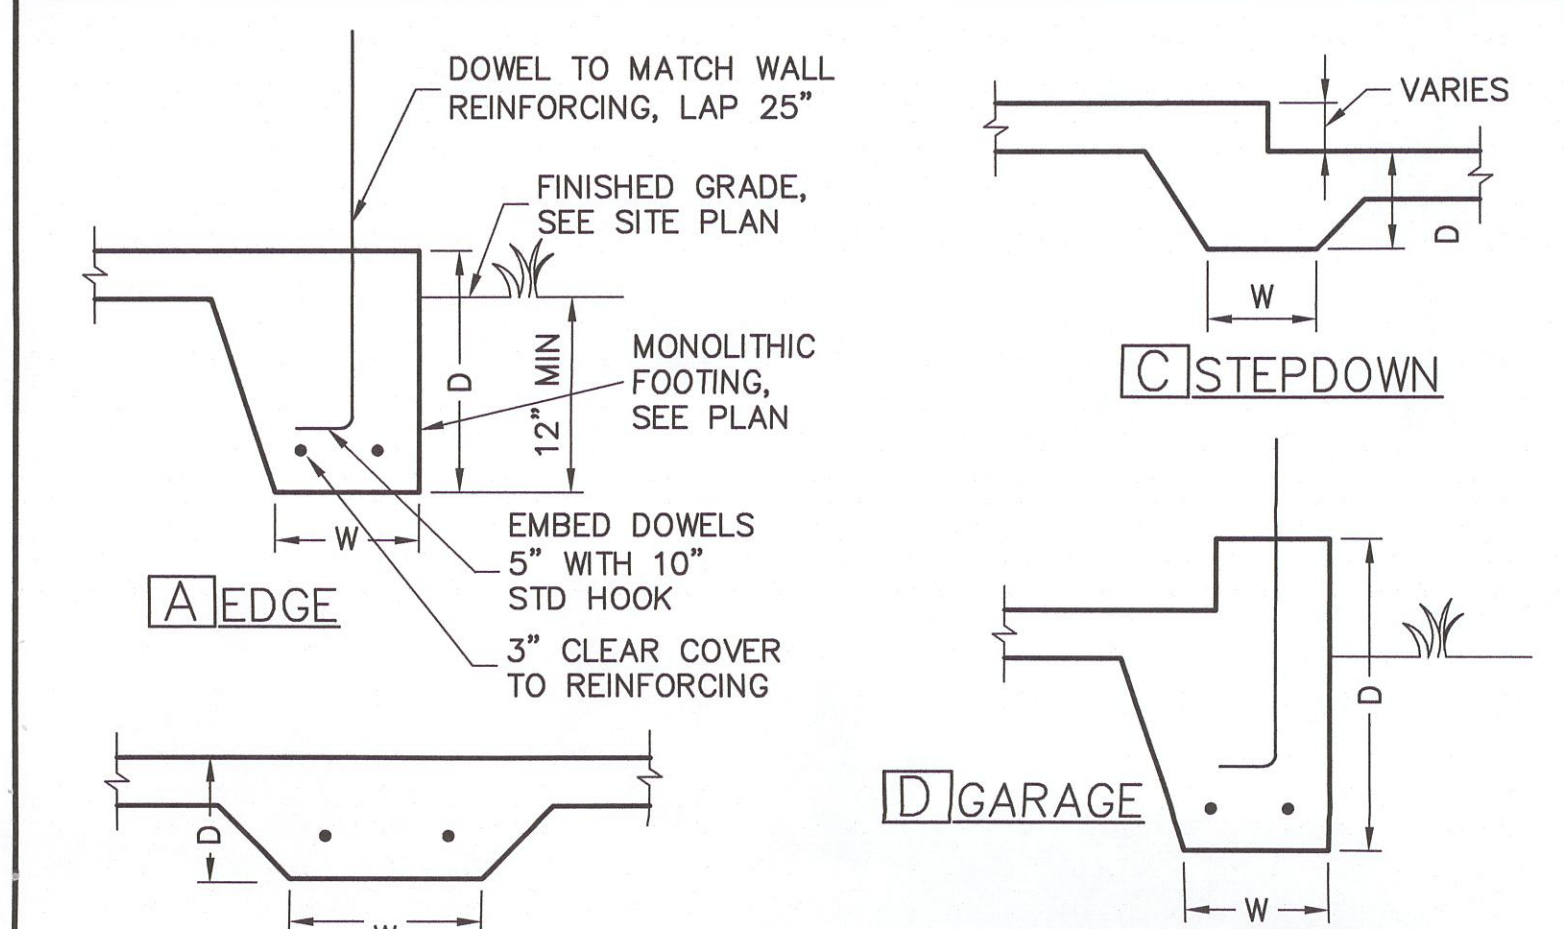 DOWEL TO MATCH WALL
REINFORCING, LAP 25"
FINISHED GRADE,
SEE SITE PLAN
D
12" MIN
MONOLITHIC
FOOTING,
SEE PLAN
W
EMBED DOWELS
5" WITH 10"
STD HOOK
3" CLEAR COVER
TO REINFORCING
A EDGE
VARIES
D
W
C STEPDOWN
D
W
D GARAGE
D
W